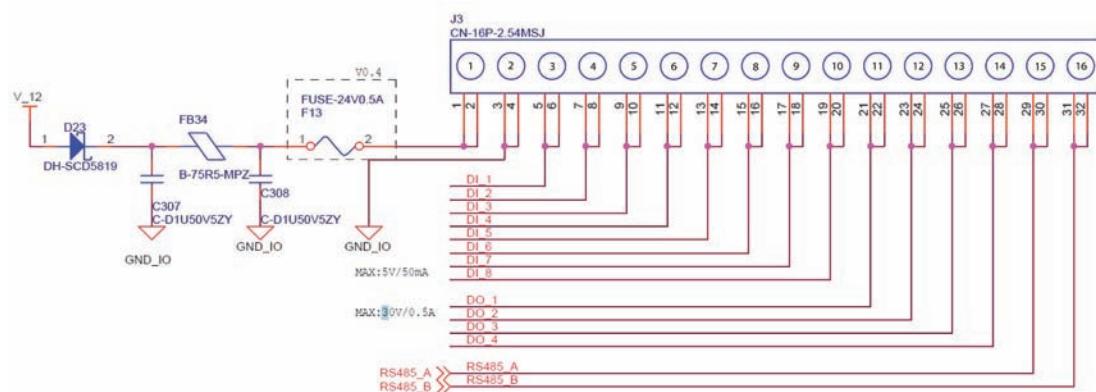 J3
CN-16P-2.54MSJ
1 2 3 4 5 6 7 8 9 10 11 12 13 14 15 16
1 2 3 4 5 6 7 8 9 10 11 12 13 14 15 16 17 18 19 20 21 22 23 24 25 26 27 28 29 30 31 32
V0.4
FUSE-24V0.5A
F13
1 2
V_12
D23
1 2
DH-SCD5819
FB34
B-75R5-MPZ
C307
C-D1U50V5ZY
C308
C-D1U50V5ZY
GND_IO
GND_IO
GND_IO
DI_1
DI_2
DI_3
DI_4
DI_5
DI_6
DI_7
MAX:5V/50mA
DI_8
DO_1
MAX:30V/0.5A
DO_2
DO_3
DO_4
RS485_A RS485_A
RS485_B RS485_B